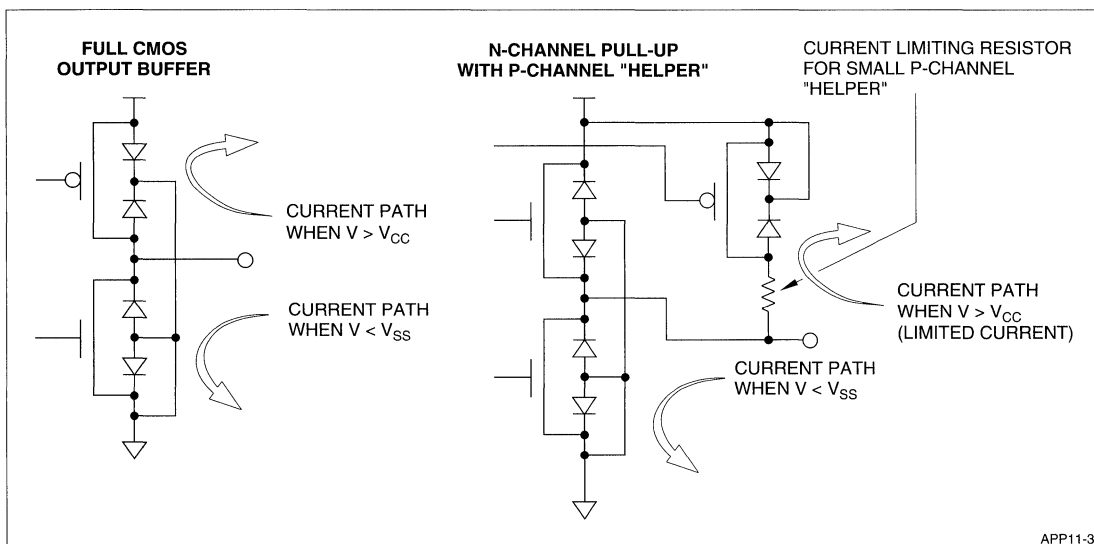 FULL CMOS
OUTPUT BUFFER
CURRENT PATH
WHEN V > VCC
CURRENT PATH
WHEN V < VSS
N-CHANNEL PULL-UP
WITH P-CHANNEL "HELPER"
CURRENT LIMITING RESISTOR
FOR SMALL P-CHANNEL
"HELPER"
CURRENT PATH
WHEN V > VCC
(LIMITED CURRENT)
CURRENT PATH
WHEN V < VSS
APP11-3